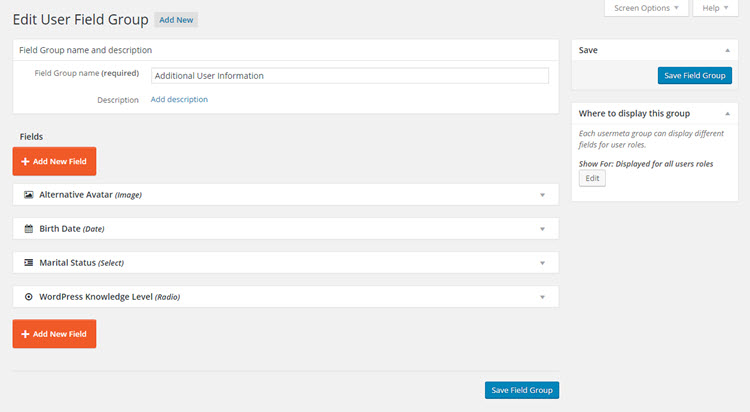 Screen Options Help
Edit User Field Group Add New
Field Group name and description
Field Group name (required) Additional User Information
Description Add description
Fields
+ Add New Field
Alternative Avatar (Image)
Birth Date (Date)
Marital Status (Select)
WordPress Knowledge Level (Radio)
+ Add New Field
Save Field Group
Save
Save Field Group
Where to display this group
Each usermeta group can display different
fields for user roles.
Show For: Displayed for all users roles
Edit